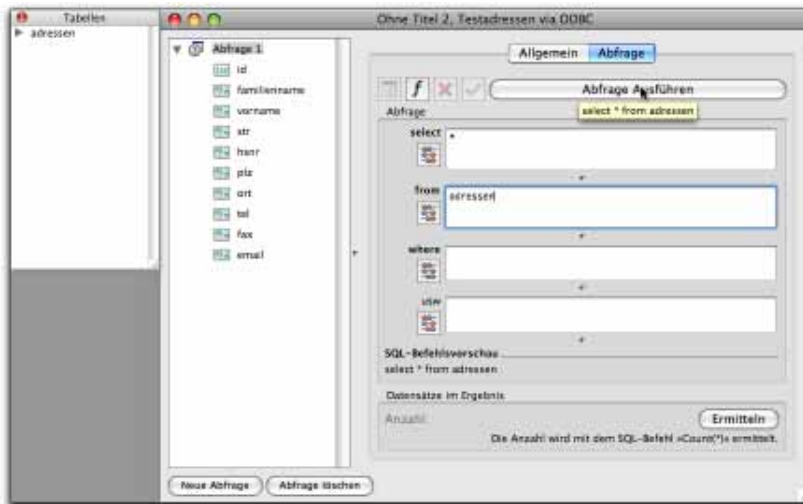 Tabellen
adressen
Ohne Titel 2, Testadressen via ODBC
Abfrage 1
id
familienname
vorname
str
hsnr
plz
ort
tel
fax
email
Allgemein
Abfrage
Abfrage Ausführen
select * from adressen
Abfrage
select
*
from
adressen
where
usw
SQL-Befehlsvorschau
select * from adressen
Datensätze im Ergebnis
Anzahl:
Ermitteln
Die Anzahl wird mit dem SQL-Befehl »Count(*)« ermittelt.
Neue Abfrage
Abfrage löschen